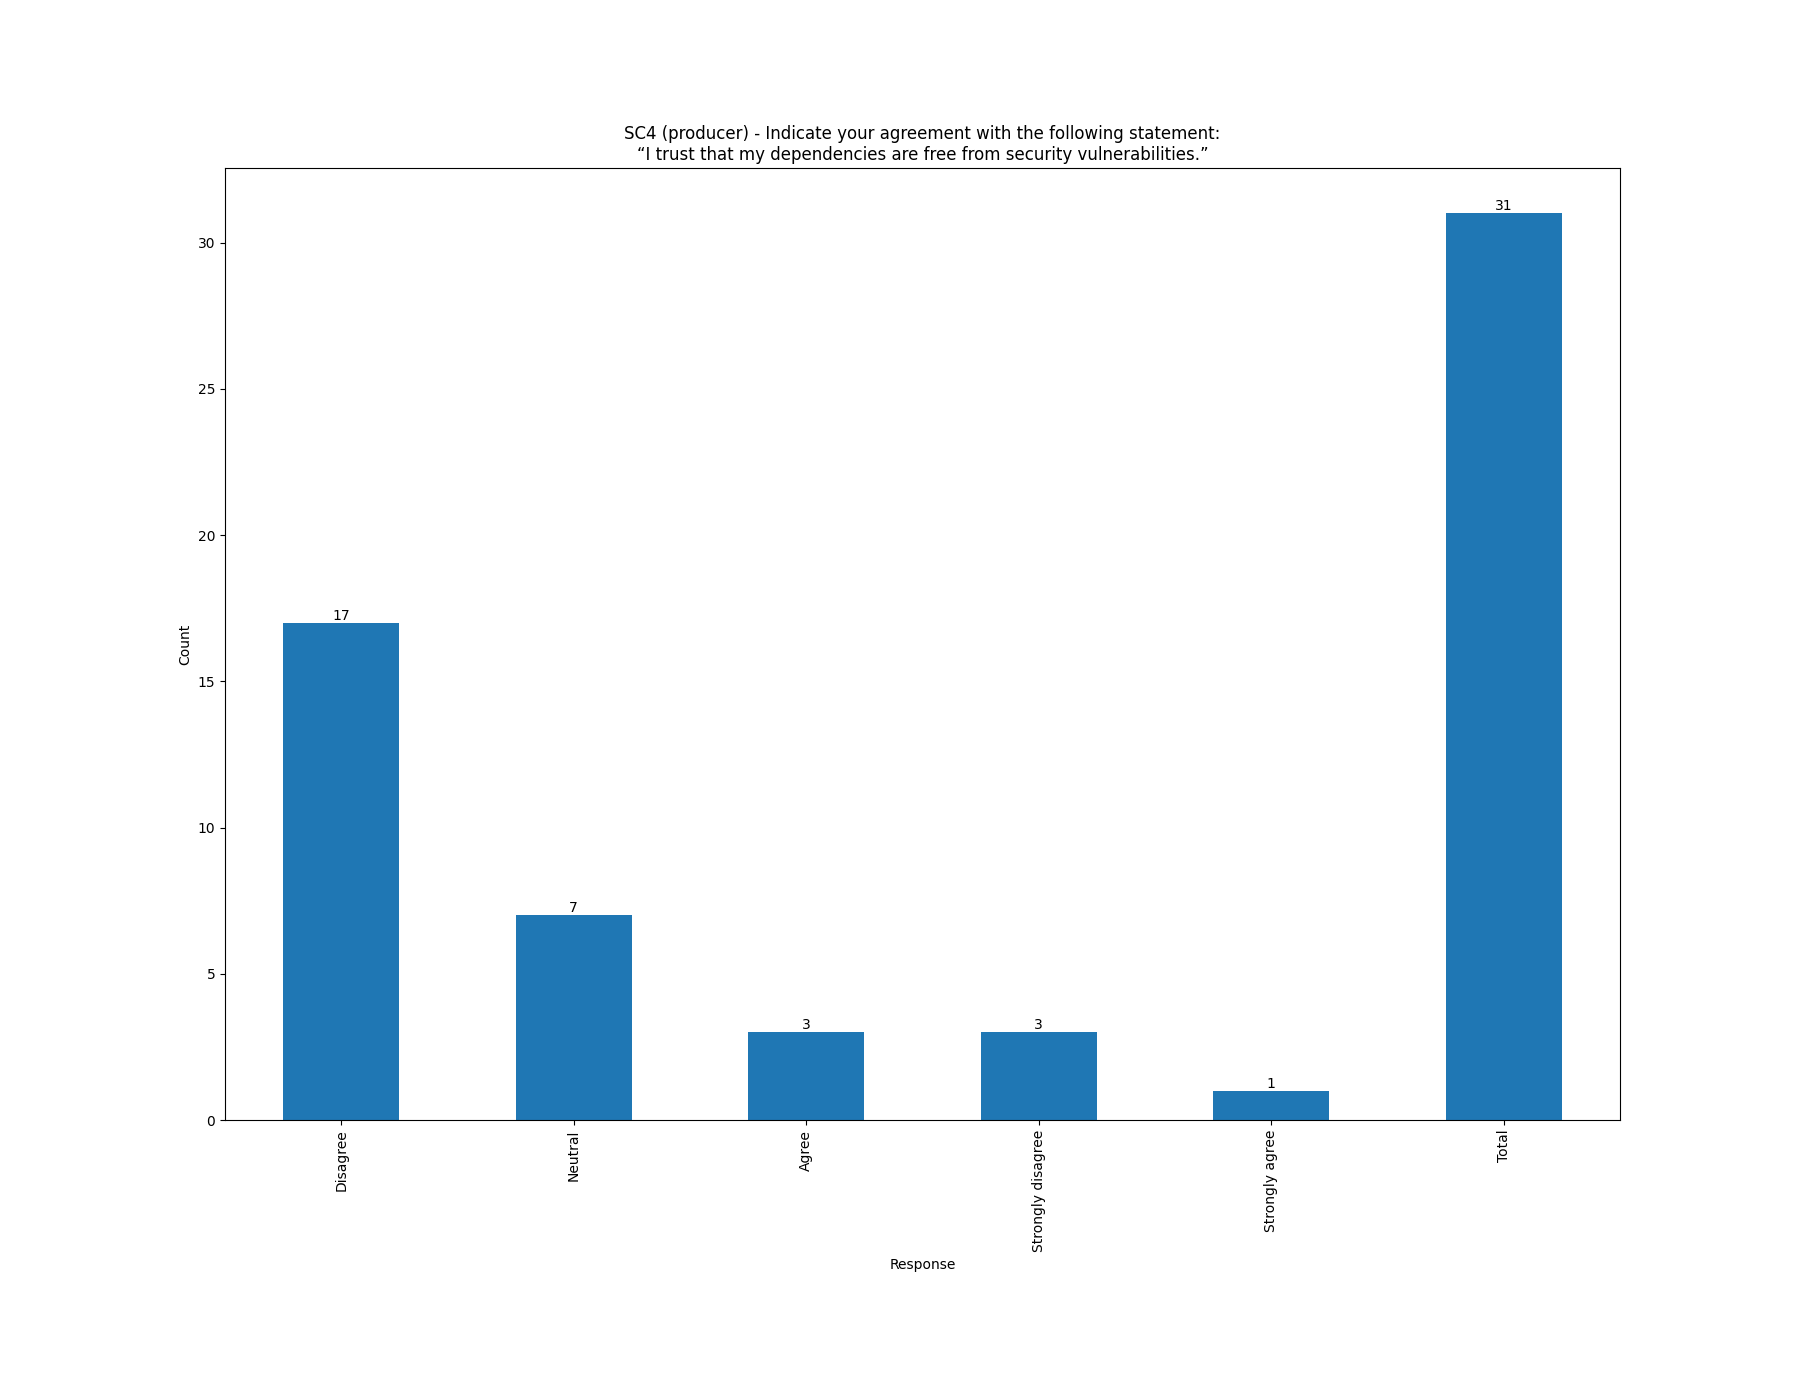 SC4 (producer) - Indicate your agreement with the following statement:
“I trust that my dependencies are free from security vulnerabilities.”
31
30
25
20
17
Count
15
10
7
5
3
3
1
0
Disagree
Neutral
Agree
Strongly disagree
Strongly agree
Total
Response